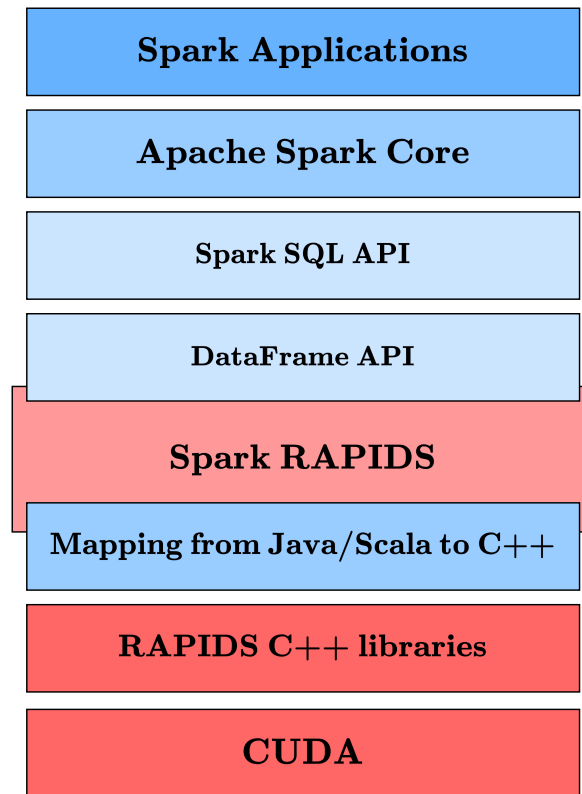 Spark Applications
Apache Spark Core
Spark SQL API
DataFrame API
Spark RAPIDS
Mapping from Java/Scala to C++
RAPIDS C++ libraries
CUDA